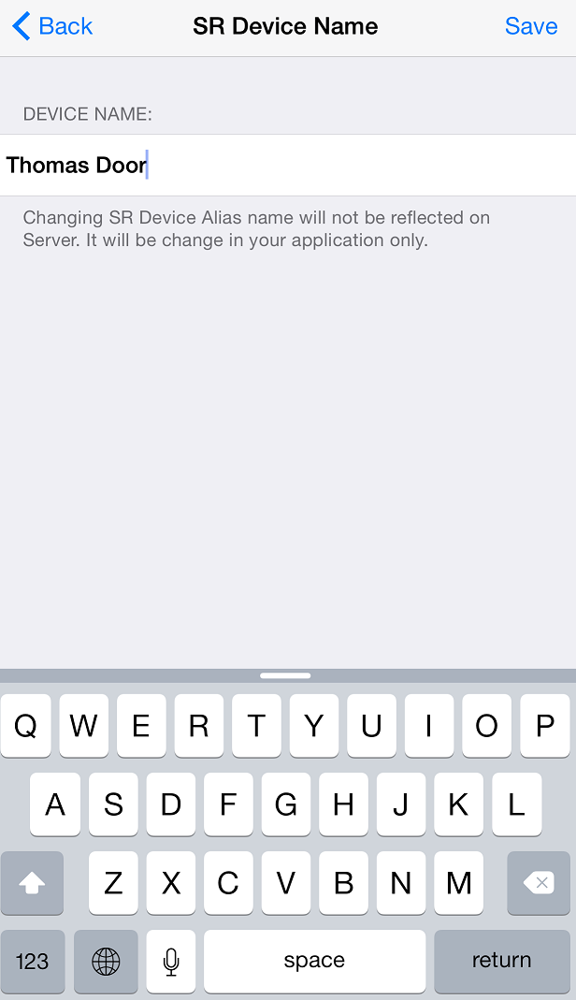 Back SR Device Name Save
DEVICE NAME:
Thomas Door
Changing SR Device Alias name will not be reflected on
Server. It will be change in your application only.
Q W E R T Y U I O P
A S D F G H J K L
Z X C V B N M
123 space return